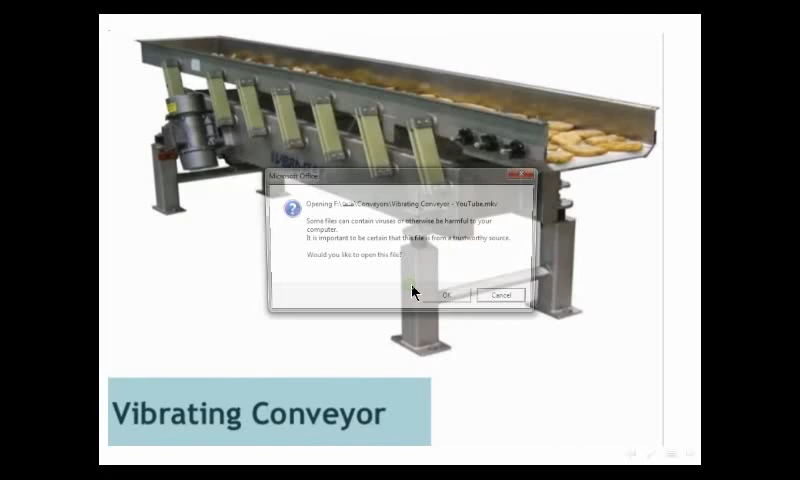 Microsoft Office
Opening F:\
\Conveyors\Vibrating Conveyor - YouTube.mkv
Some files can contain viruses or otherwise be harmful to your
computer.
It is important to be certain that this file is from a trustworthy source.
Would you like to open this file?
OK
Cancel
Vibrating Conveyor